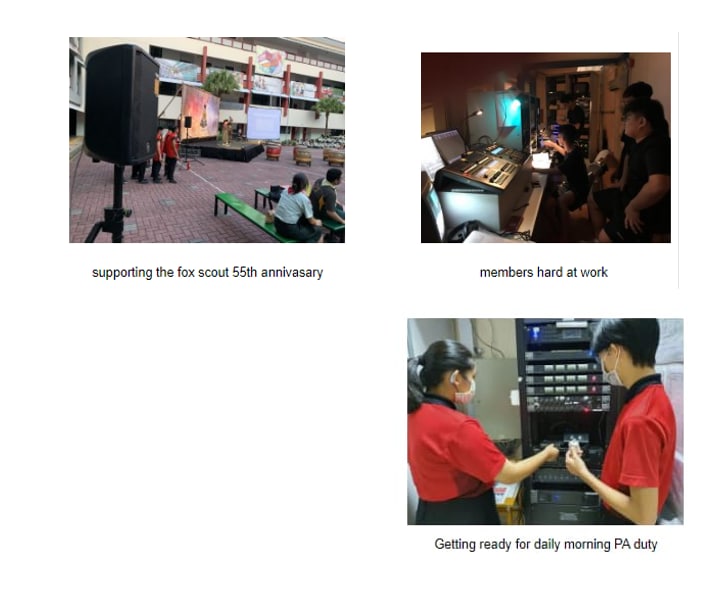 supporting the fox scout 55th annivasary
members hard at work
Getting ready for daily morning PA duty